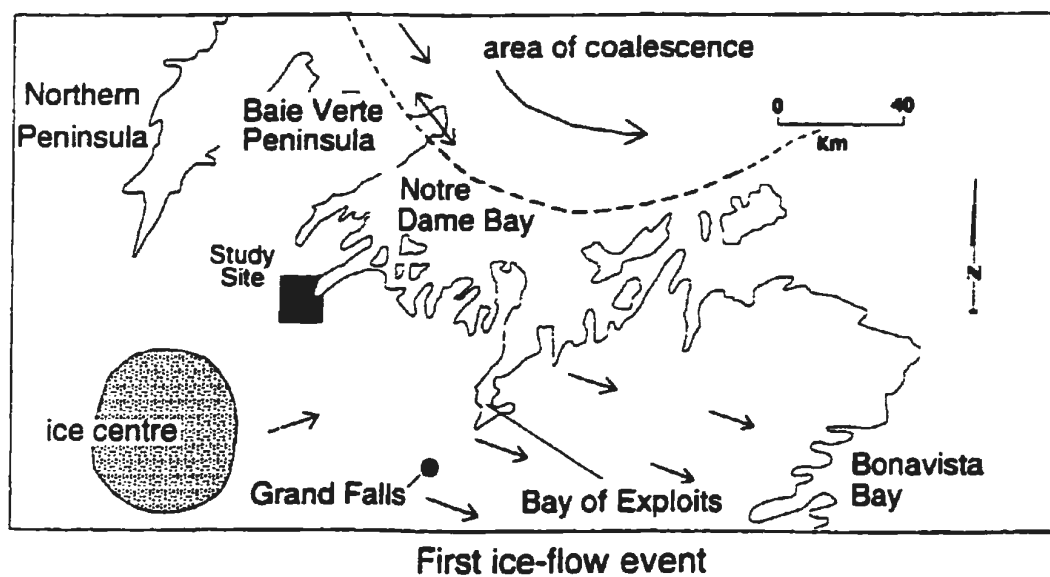 area of coalescence
Northern
Peninsula
Baie Verte
Peninsula
0 40
Km
Notre
Dame Bay
Study
Site
N
ice centre
Grand Falls
Bay of Exploits
Bonavista
Bay
First ice-flow event